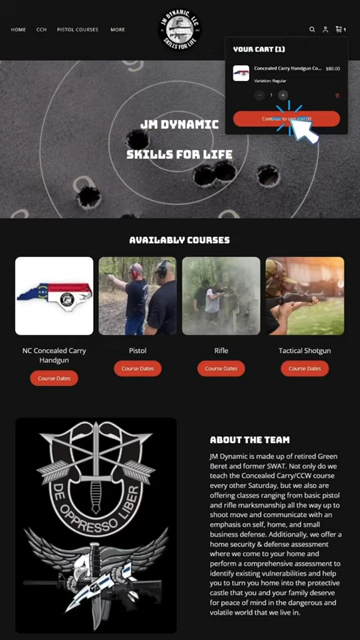 JM DYNAMIC, LLC
SKILLS FOR LIFE
HOME
CCH
PISTOL COURSES
MORE
1
YOUR CART (1)
Concealed Carry Handgun Co...
$80.00
Variation: Regular
- 1 +
JM DYNAMIC
SKILLS FOR LIFE
AVAILABLY COURSES
NC Concealed Carry
Handgun
Course Dates
Pistol
Course Dates
Rifle
Course Dates
Tactical Shotgun
Course Dates
DE OPPRESSO LIBER
ABOUT THE TEAM
JM Dynamic is made up of retired Green
Beret and former SWAT. Not only do we
teach the Concealed Carry/CCW course
every other Saturday, but we also are
offering classes ranging from basic pistol
and rifle marksmanship all the way up to
shoot move and communicate with an
emphasis on self, home, and small
business defense. Additionally, we offer a
home security & defense assessment
where we come to your home and
perform a comprehensive assessment to
identify existing vulnerabilities and help
you to turn you home into the protective
castle that you and your family deserve
for peace of mind in the dangerous and
volatile world that we live in.